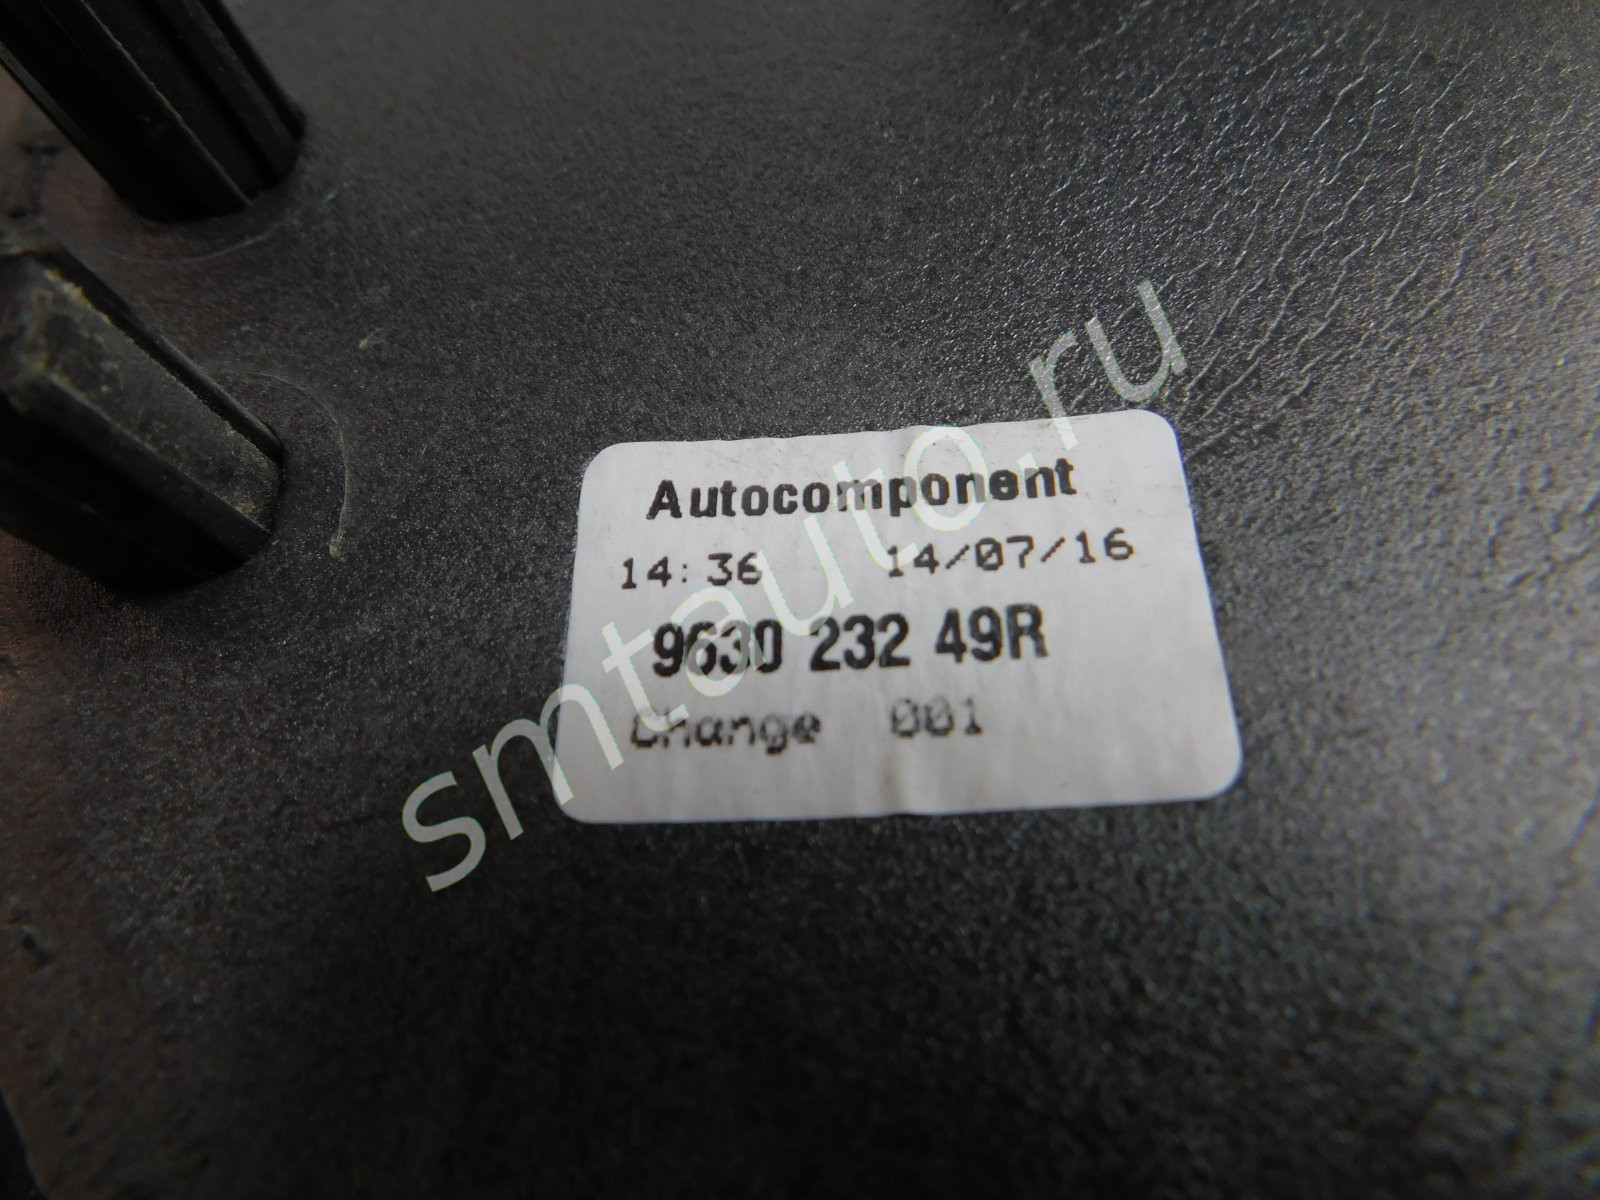 Autocomponent
14:36 14/07/16
9630 232 49R
Change 001
smtauto.ru